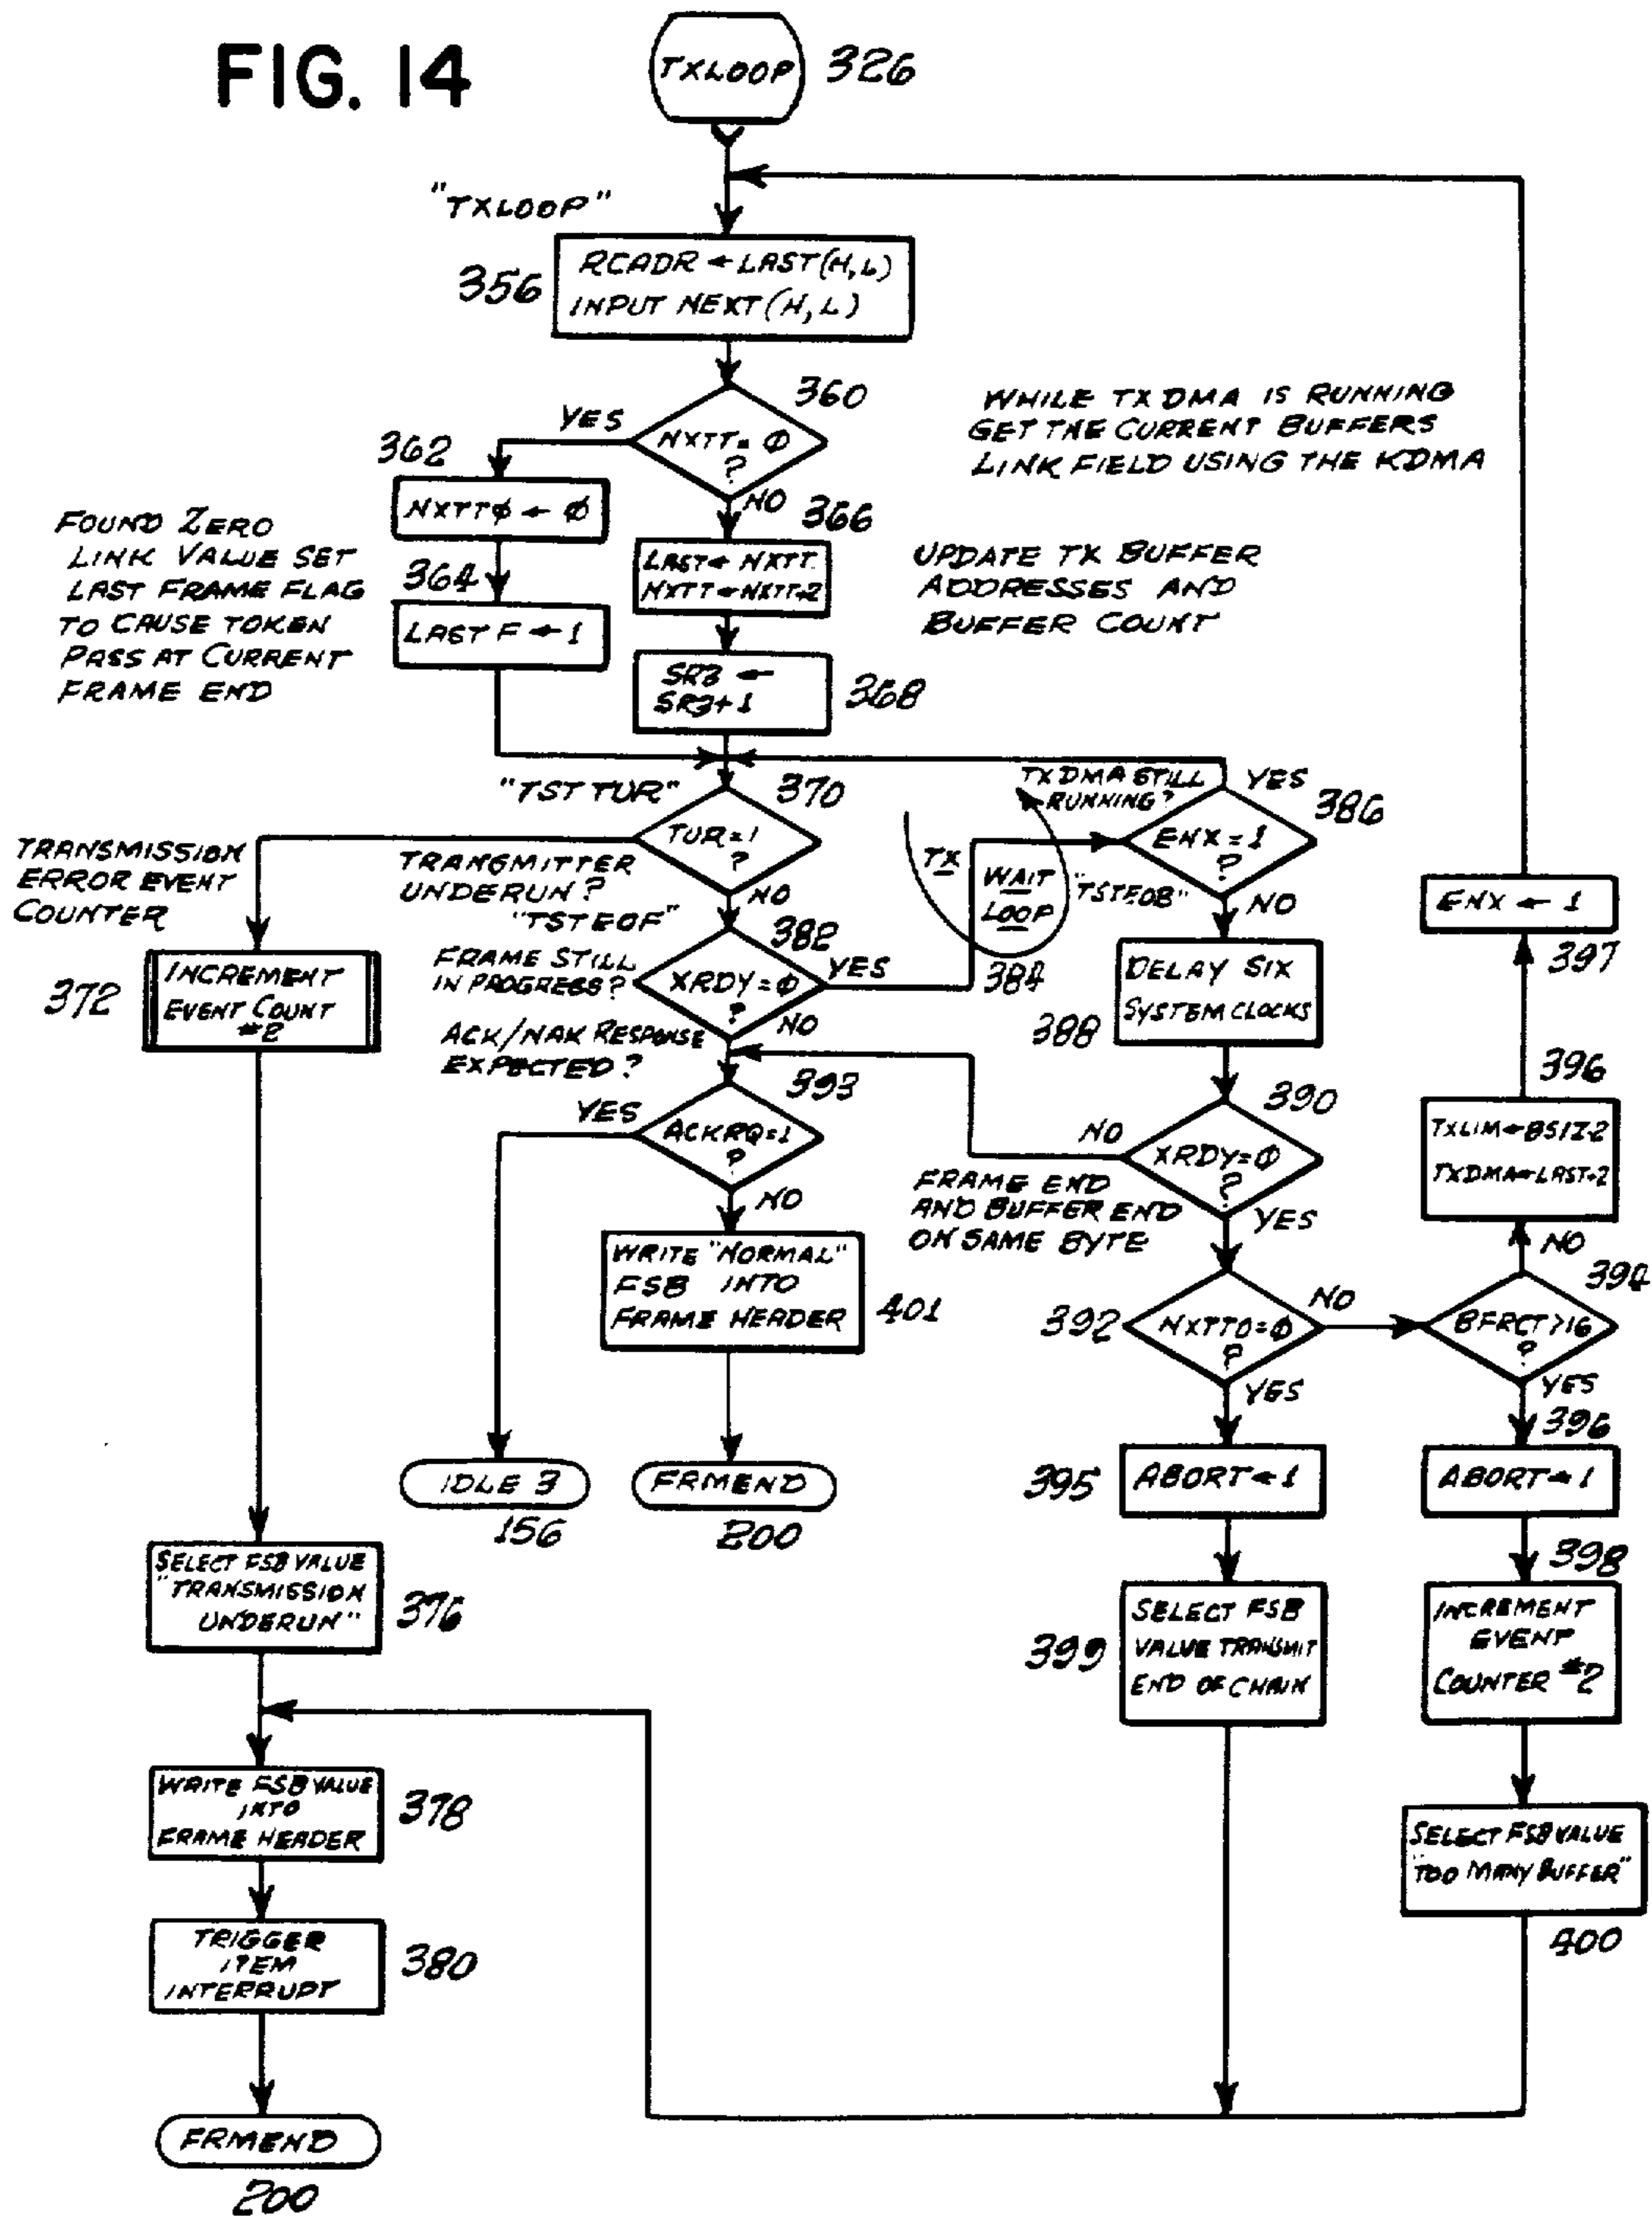 FIG. 14
TXLOOP
326
"TXLOOP"
356
RCADR ← LAST(H,L)
INPUT NEXT(H,L)
360
NXTT = Φ
?
YES
NO
WHILE TX DMA IS RUNNING
GET THE CURRENT BUFFERS
LINK FIELD USING THE KDMA
362
NXTTΦ ← Φ
364
LAST F ← 1
FOUND ZERO
LINK VALUE SET
LAST FRAME FLAG
TO CAUSE TOKEN
PASS AT CURRENT
FRAME END
366
LAST ← NXTT
NXTT ← NXTT+2
UPDATE TX BUFFER
ADDRESSES AND
BUFFER COUNT
SR3 ←
SR3+1
368
"TST TUR"
370
TUR=1
?
NO
TRANSMISSION
ERROR EVENT
COUNTER
TRANSMITTER
UNDERUN?
372
INCREMENT
EVENT COUNT
#2
"TSTEOF"
382
FRAME STILL
IN PROGRESS?
XRDY=Φ
?
YES
NO
384
TX
WAIT
LOOP
TXDMA STILL
RUNNING?
YES
386
ENX=1
?
"TSTEOB"
NO
DELAY SIX
SYSTEM CLOCKS
388
ENX ← 1
397
ACK/NAK RESPONSE
EXPECTED?
393
YES
ACKRQ=1
?
NO
390
NO
XRDY=Φ
?
YES
FRAME END
AND BUFFER END
ON SAME BYTE
396
TXLIM←BSIZ-2
TXDMA←LAST+2
NO
394
WRITE "NORMAL"
FSB INTO
FRAME HEADER
401
392
NXTTO=Φ
?
NO
YES
BFRCT>16
?
YES
396
IDLE 3
156
FRMEND
200
395
ABORT←1
ABORT←1
398
SELECT FSB VALUE
"TRANSMISSION
UNDERUN"
376
399
SELECT FSB
VALUE TRANSMIT
END OF CHAIN
INCREMENT
EVENT
COUNTER #2
WRITE FSB VALUE
INTO
FRAME HEADER
378
SELECT FSB VALUE
"TOO MANY BUFFER"
400
TRIGGER
ITEM
INTERRUPT
380
FRMEND
200